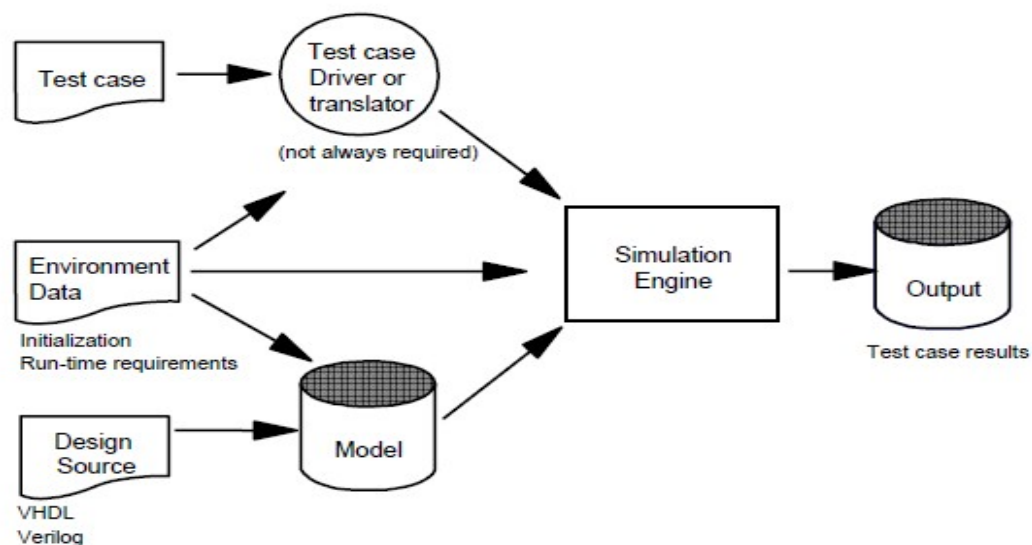 Test case
Test case
Driver or
translator
(not always required)
Environment
Data
Initialization
Run-time requirements
Simulation
Engine
Output
Test case results
Design
Source
VHDL
Verilog
Model